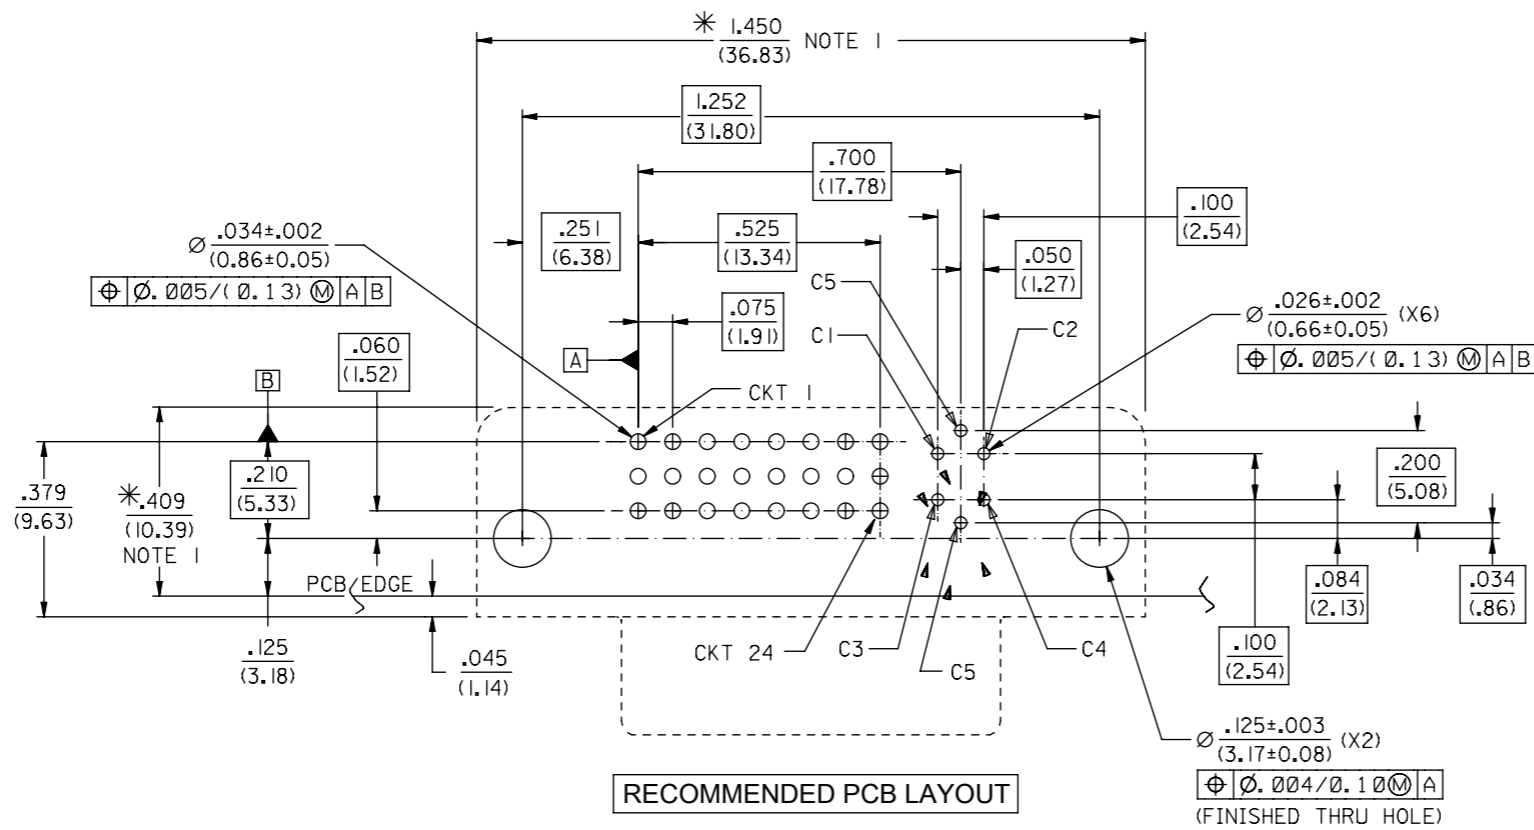 * 1.450 NOTE 1
(36.83)
1.252
(31.80)
.700
(17.78)
.100
(2.54)
.251
(6.38)
.525
(13.34)
.050
(1.27)
Ø .034±.002
(0.86±0.05)
⌖ Ø.005/(0.13) Ⓜ A B
C5
.075
(1.91)
Ø .026±.002 (X6)
(0.66±0.05)
⌖ Ø.005/(0.13) Ⓜ A B
C1
C2
.060
(1.52)
A
B
CKT 1
.210
(5.33)
.379
(9.63)
* .409
(10.39)
NOTE 1
.200
(5.08)
PCB/EDGE
.084
(2.13)
.034
(.86)
.125
(3.18)
.045
(1.14)
CKT 24
C3
C5
C4
.100
(2.54)
Ø .125±.003 (X2)
(3.17±0.08)
⌖ Ø.004/0.10Ⓜ A
(FINISHED THRU HOLE)
RECOMMENDED PCB LAYOUT